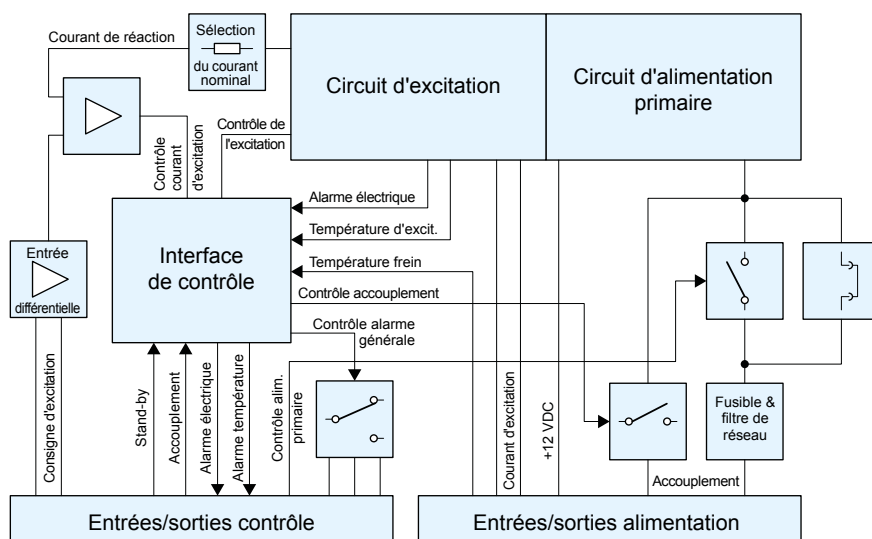 Courant de réaction
Sélection
du courant
nominal
Circuit d'excitation
Circuit d'alimentation
primaire
Contrôle
courant
d'excitation
Contrôle de
l'excitation
Alarme électrique
Température d'excit.
Température frein
Interface
de contrôle
Entrée
différentielle
Contrôle accouplement
Contrôle alarme
générale
Consigne d'excitation
Stand-by
Accouplement
Alarme électrique
Alarme température
Contrôle alim.
primaire
Courant d'excitation
+12 VDC
Fusible &
filtre de
réseau
Accouplement
Entrées/sorties contrôle
Entrées/sorties alimentation